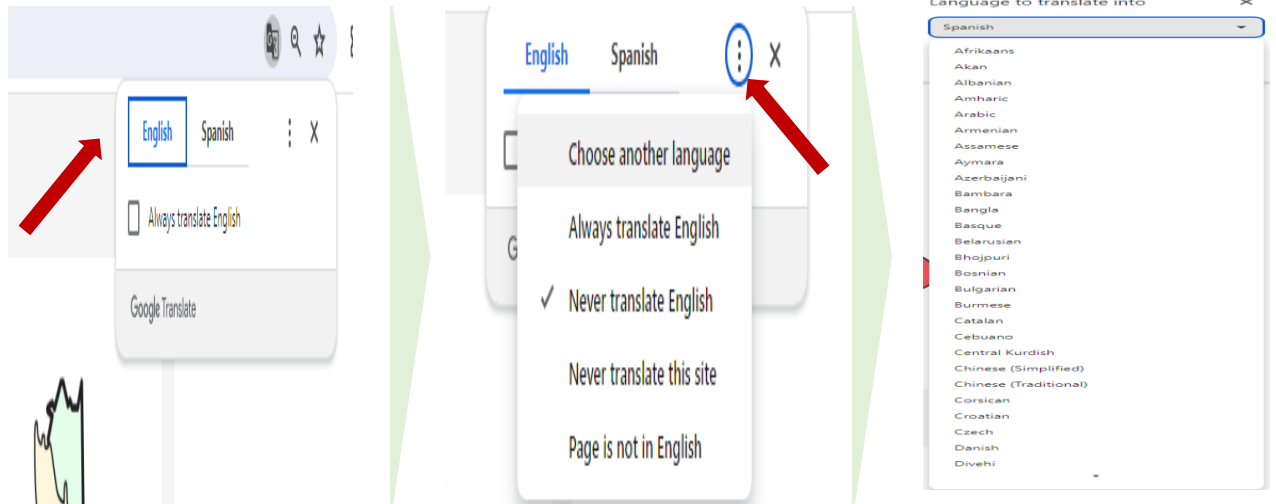 English Spanish
Always translate English
Google Translate
English Spanish
Choose another language
Always translate English
G
Never translate English
Never translate this site
Page is not in English
Language to translate into
Spanish
Afrikaans
Akan
Albanian
Amharic
Arabic
Armenian
Assamese
Aymara
Azerbaijani
Bambara
Bangla
Basque
Belarusian
Bhojpuri
Bosnian
Bulgarian
Burmese
Catalan
Cebuano
Central Kurdish
Chinese (Simplified)
Chinese (Traditional)
Corsican
Croatian
Czech
Danish
Divehi